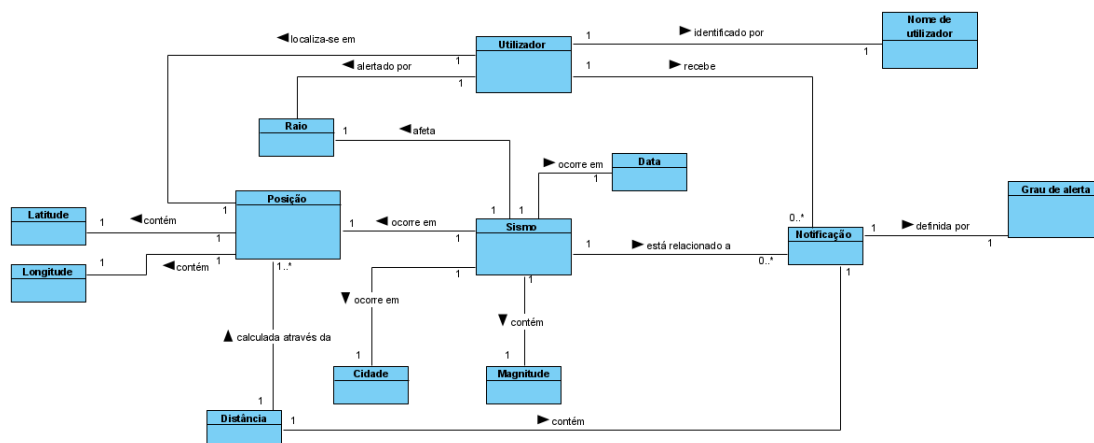 Nome de
utilizador
1
identificado por
1
localiza-se em
Utilizador
1
alertado por
1
recebe
1
1
Raio
1
afeta
Data
ocorre em
1
Grau de alerta
Posição
Latitude
1
contém
1
1
1
ocorre em
1
1
1
Sismo
0..*
Notificação
1
definida por
1
Longitude
1
contém
1
1
está relacionado a
0..*
1..*
1
1
1
ocorre em
contém
calculada através da
1
1
Cidade
Magnitude
1
Distância
1
contém
1